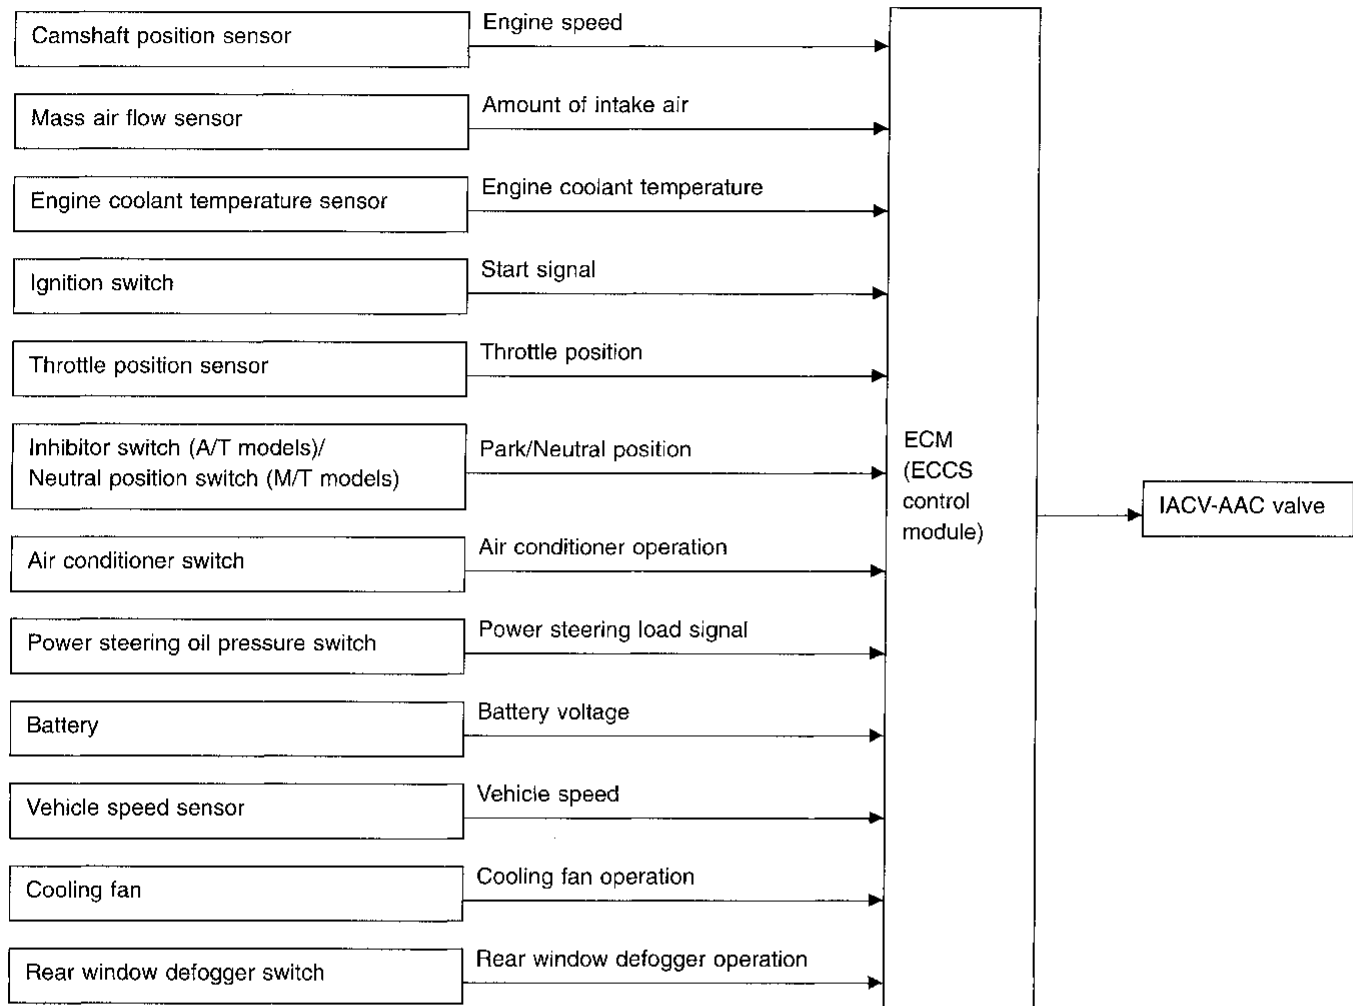 Camshaft position sensor
Engine speed
Mass air flow sensor
Amount of intake air
Engine coolant temperature sensor
Engine coolant temperature
Ignition switch
Start signal
Throttle position sensor
Throttle position
Inhibitor switch (A/T models)/
Neutral position switch (M/T models)
Park/Neutral position
Air conditioner switch
Air conditioner operation
Power steering oil pressure switch
Power steering load signal
Battery
Battery voltage
Vehicle speed sensor
Vehicle speed
Cooling fan
Cooling fan operation
Rear window defogger switch
Rear window defogger operation
ECM
(ECCS
control
module)
IACV-AAC valve